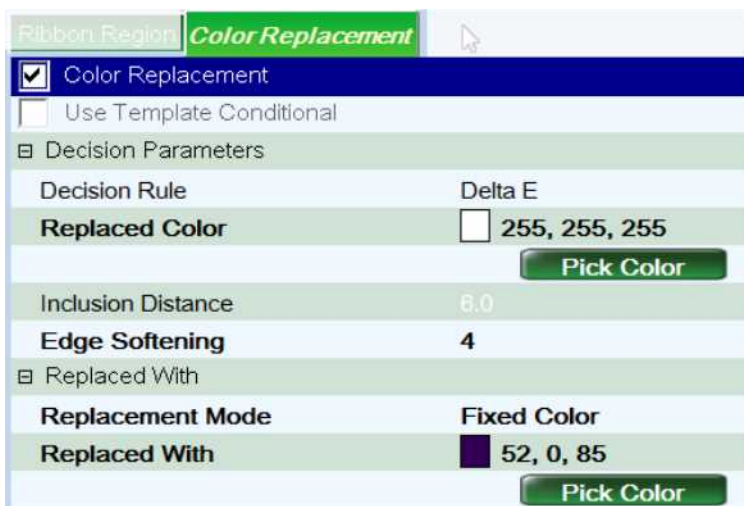 Ribbon Region Color Replacement
Color Replacement
Use Template Conditional
Decision Parameters
Decision Rule Delta E
Replaced Color 255, 255, 255
Pick Color
Inclusion Distance 6.0
Edge Softening 4
Replaced With
Replacement Mode Fixed Color
Replaced With 52, 0, 85
Pick Color